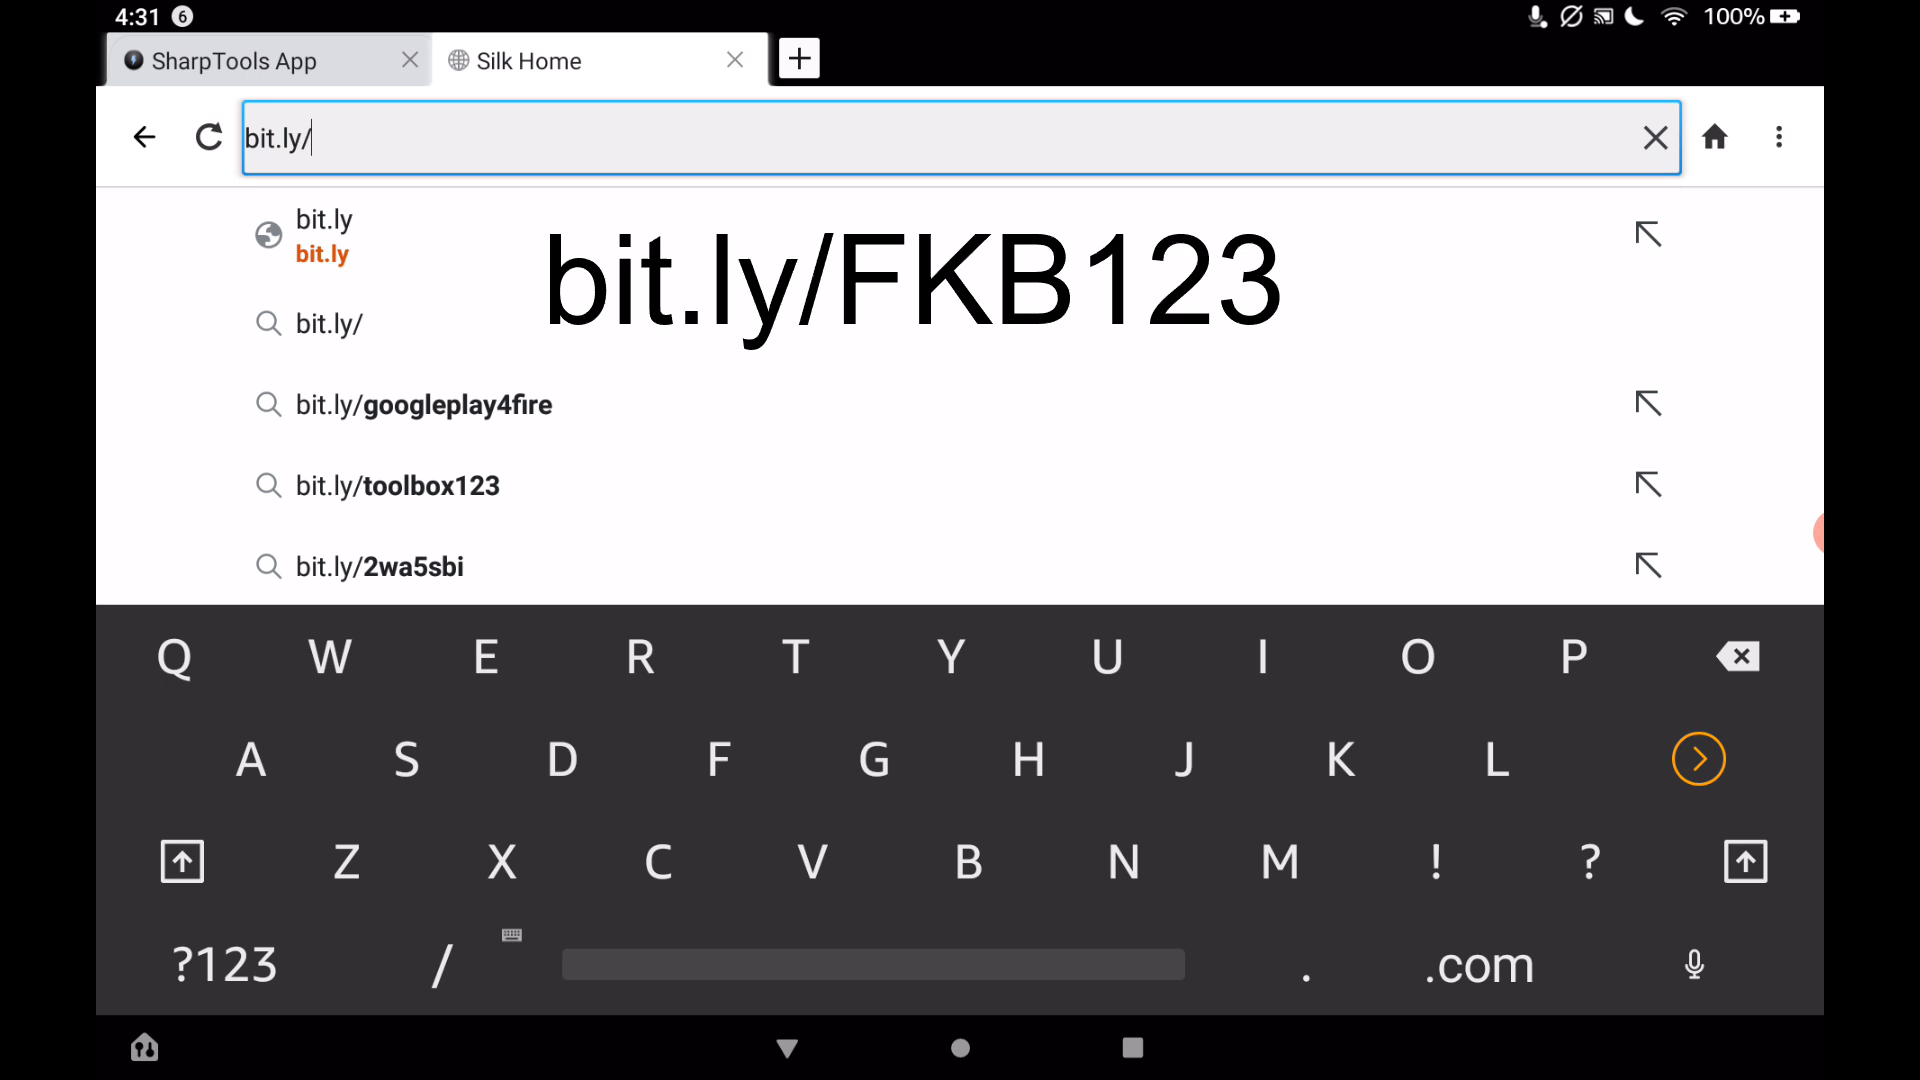 4:31 6 100%
SharpTools App Silk Home
bit.ly/
bit.ly
bit.ly
bit.ly/FKB123
bit.ly/
bit.ly/googleplay4fire
bit.ly/toolbox123
bit.ly/2wa5sbi
Q W E R T Y U I O P
A S D F G H J K L
Z X C V B N M ! ?
?123 / . .com